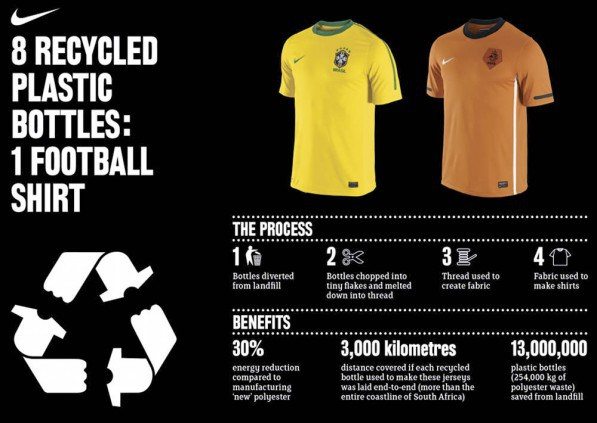 8 RECYCLED
PLASTIC
BOTTLES:
1 FOOTBALL
SHIRT
BRASIL
THE PROCESS
1
Bottles diverted
from landfill
2
Bottles chopped into
tiny flakes and melted
down into thread
3
Thread used to
create fabric
4
Fabric used to
make shirts
BENEFITS
30%
energy reduction
compared to
manufacturing
'new' polyester
3,000 kilometres
distance covered if each recycled
bottle used to make these jerseys
was laid end-to-end (more than the
entire coastline of South Africa)
13,000,000
plastic bottles
(254,000 kg of
polyester waste)
saved from landfill